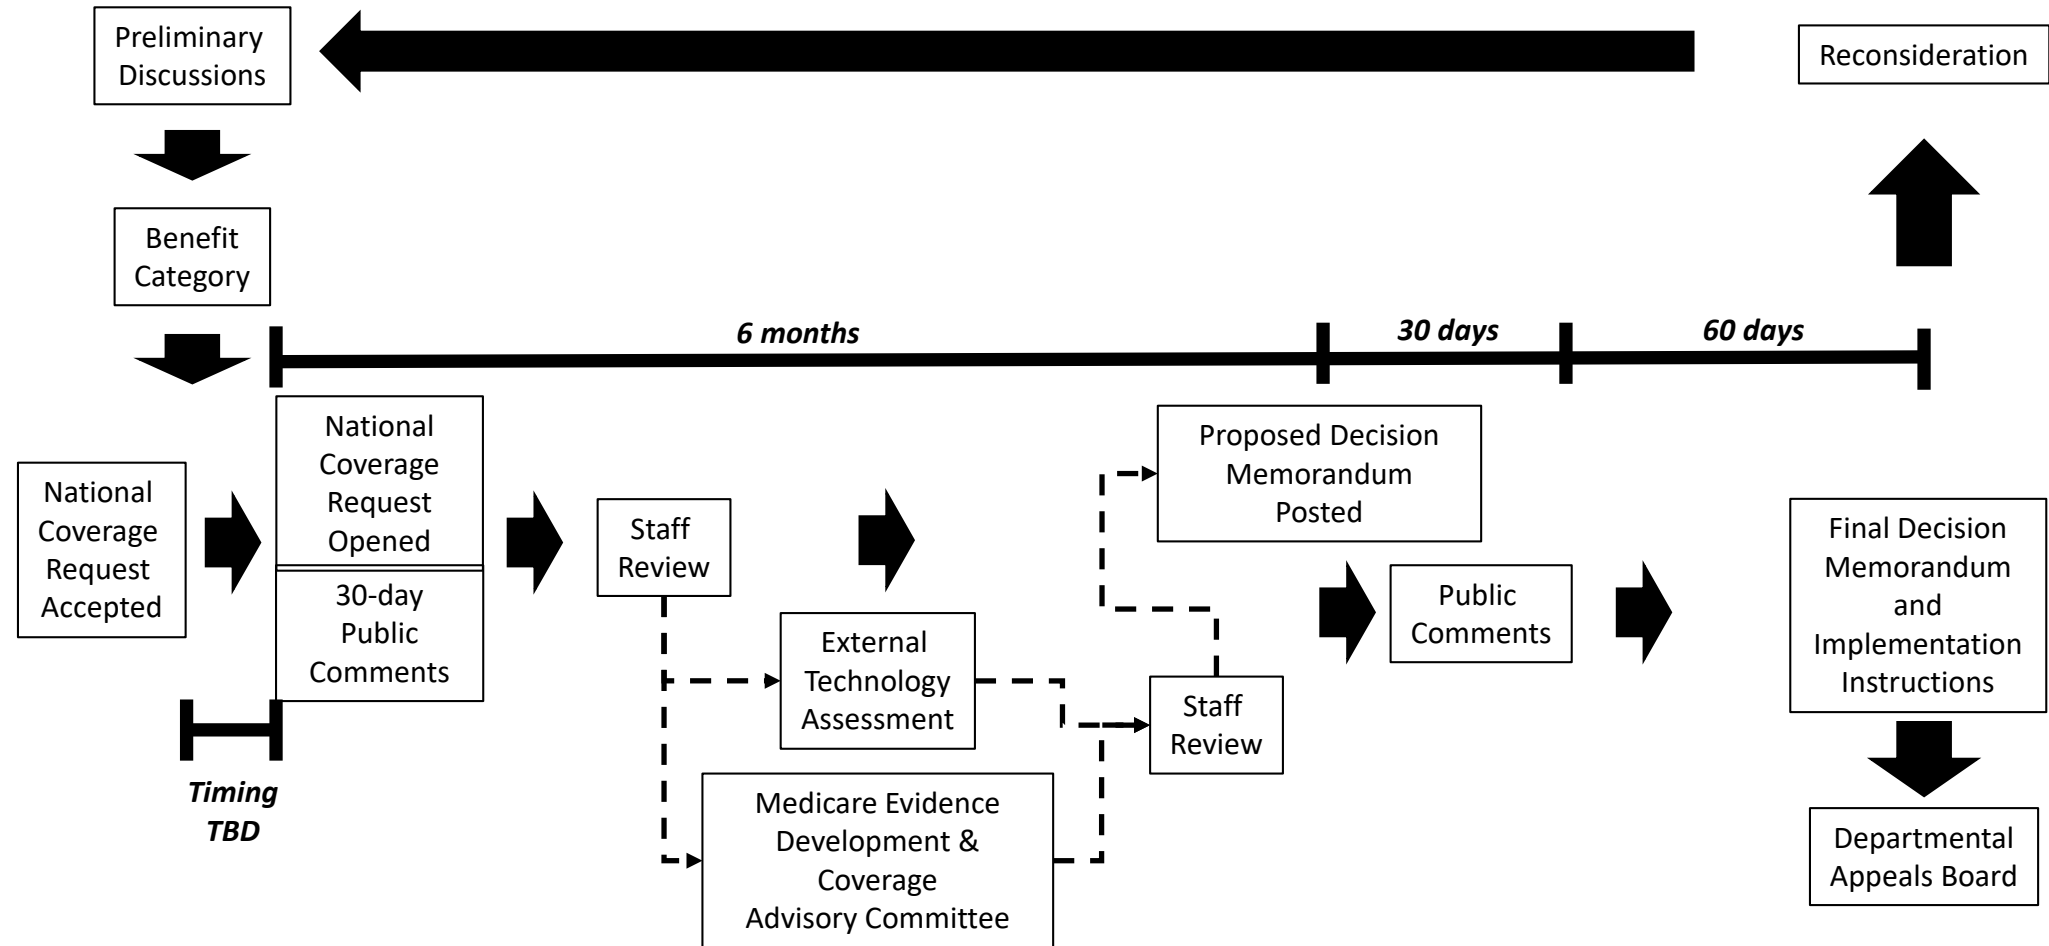 Preliminary
Discussions
Reconsideration
Benefit
Category
6 months
30 days
60 days
National
Coverage
Request
Accepted
National
Coverage
Request
Opened
30-day
Public
Comments
Timing
TBD
Staff
Review
External
Technology
Assessment
Medicare Evidence
Development &
Coverage
Advisory Committee
Staff
Review
Proposed Decision
Memorandum
Posted
Public
Comments
Final Decision
Memorandum
and
Implementation
Instructions
Departmental
Appeals Board